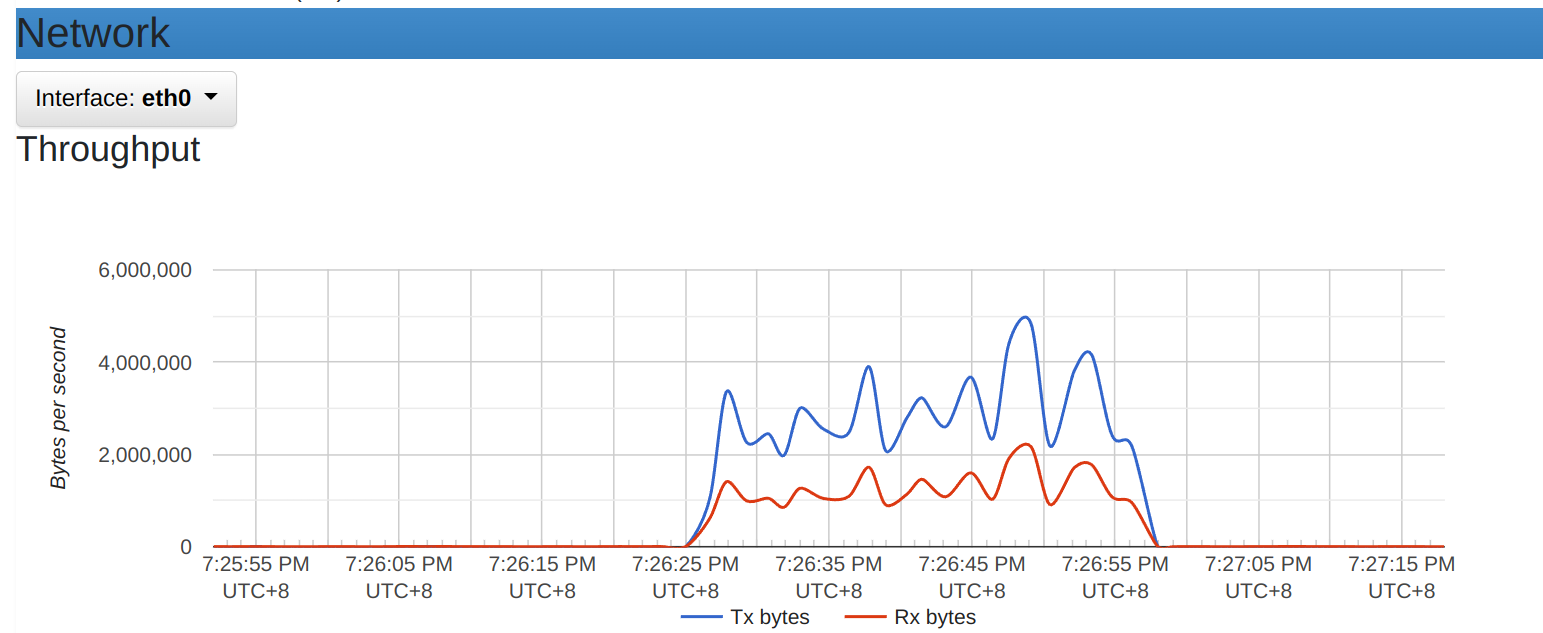 Network
Interface: eth0
Throughput
Bytes per second
6,000,000
4,000,000
2,000,000
0
7:25:55 PM 7:26:05 PM 7:26:15 PM 7:26:25 PM 7:26:35 PM 7:26:45 PM 7:26:55 PM 7:27:05 PM 7:27:15 PM
UTC+8 UTC+8 UTC+8 UTC+8 UTC+8 UTC+8 UTC+8 UTC+8 UTC+8
Tx bytes Rx bytes